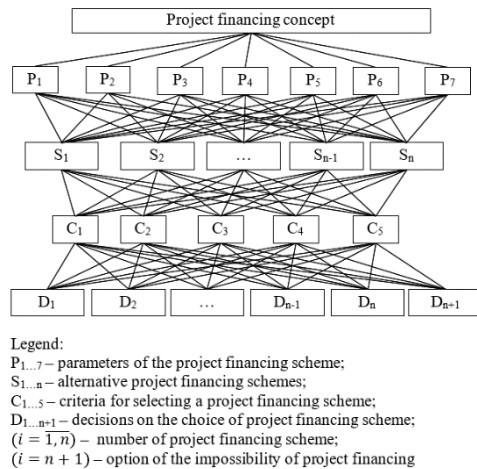 Project financing concept
P₁ P₂ P₃ P₄ P₅ P₆ P₇
S₁ S₂ ... Sₙ₋₁ Sₙ
C₁ C₂ C₃ C₄ C₅
D₁ D₂ ... Dₙ₋₁ Dₙ Dₙ₊₁
Legend:
P₁…₇ – parameters of the project financing scheme;
S₁…ₙ – alternative project financing schemes;
C₁…₅ – criteria for selecting a project financing scheme;
D₁…ₙ₊₁ – decisions on the choice of project financing scheme;
(i = 1, n) – number of project financing scheme;
(i = n + 1) – option of the impossibility of project financing